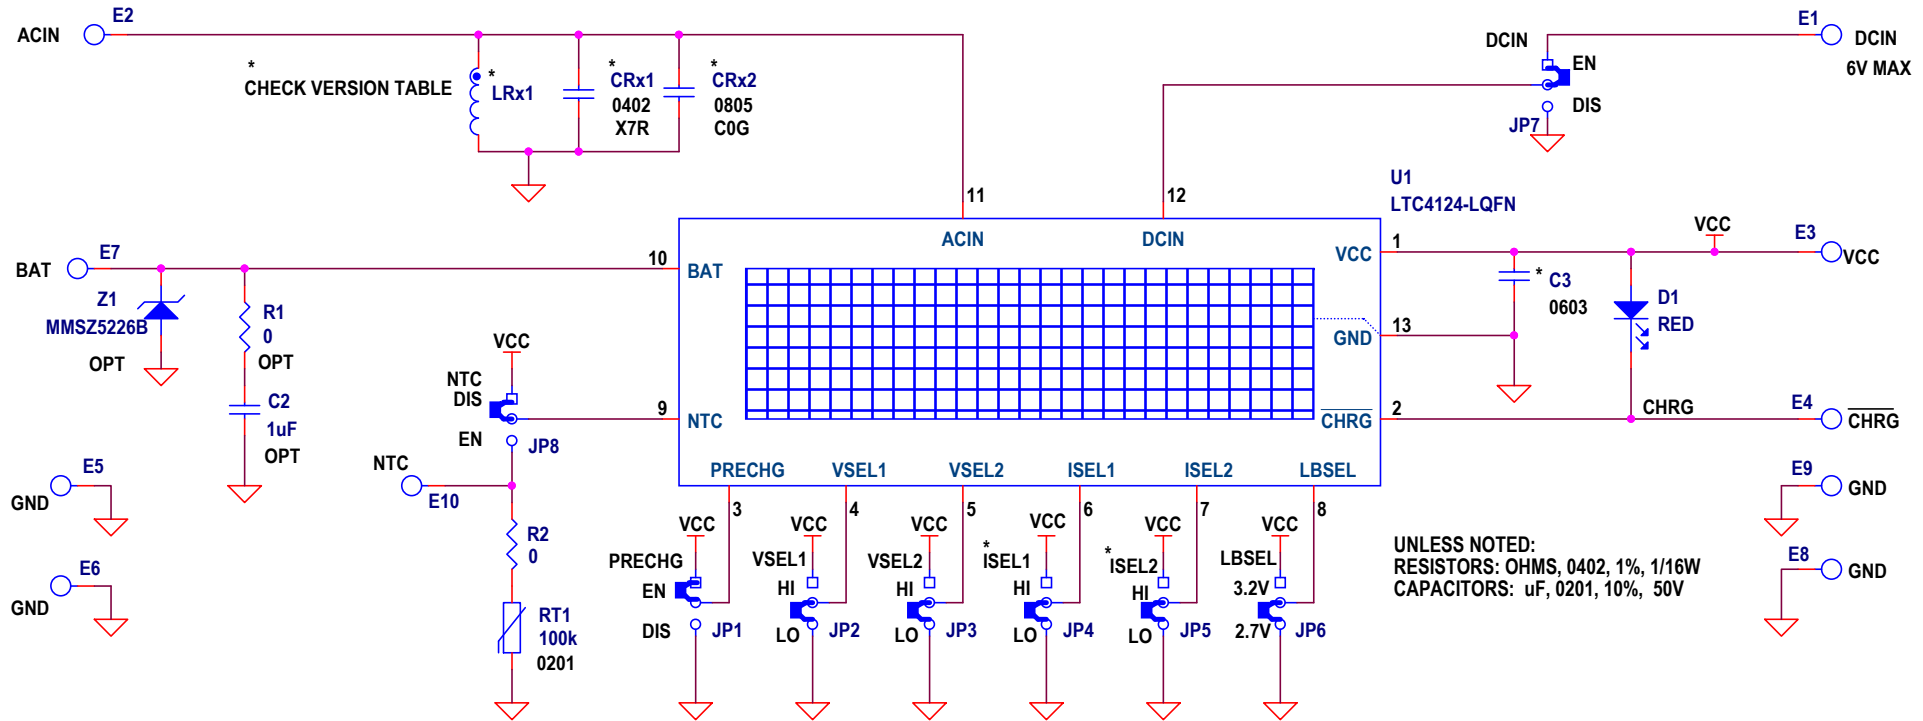 E2
ACIN
*
CHECK VERSION TABLE
*
LRx1
*
CRx1
0402
X7R
*
CRx2
0805
C0G
E1
DCIN
6V MAX
DCIN
EN
DIS
JP7
U1
LTC4124-LQFN
11
12
ACIN
DCIN
E7
BAT
Z1
MMSZ5226B
OPT
R1
0
OPT
C2
1uF
OPT
10
BAT
VCC
1
VCC
E3
VCC
* C3
0603
D1
RED
GND
13
VCC
NTC
DIS
EN
JP8
9
NTC
CHRG
2
CHRG
E4
CHRG
NTC
E10
R2
0
RT1
100k
0201
E5
GND
E6
GND
PRECHG
VSEL1
VSEL2
ISEL1
ISEL2
LBSEL
3
4
5
6
7
8
VCC
PRECHG
EN
DIS
JP1
VCC
VSEL1
HI
LO
JP2
VCC
VSEL2
HI
LO
JP3
VCC
*
ISEL1
HI
LO
JP4
VCC
*
ISEL2
HI
LO
JP5
VCC
LBSEL
3.2V
2.7V
JP6
E9
GND
E8
GND
UNLESS NOTED:
RESISTORS: OHMS, 0402, 1%, 1/16W
CAPACITORS: uF, 0201, 10%, 50V